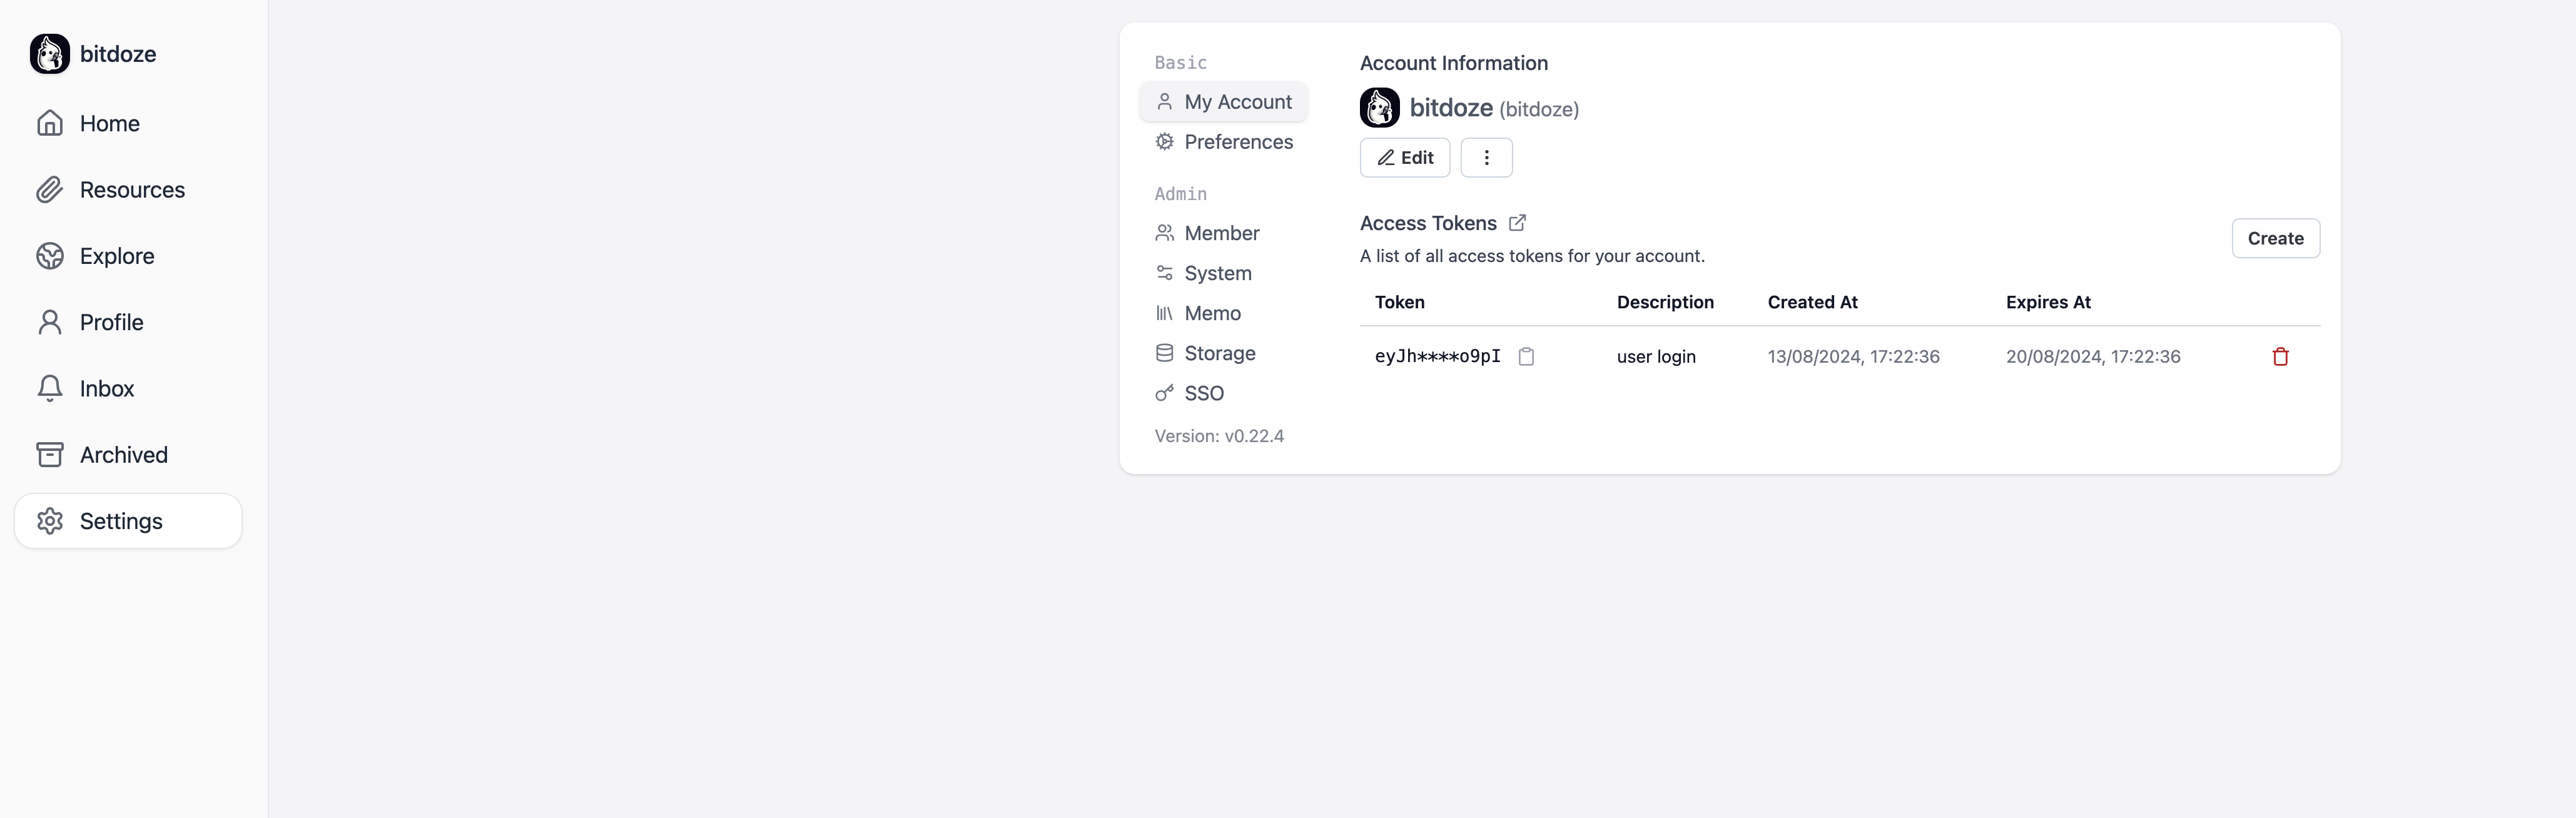 bitdoze
Home
Resources
Explore
Profile
Inbox
Archived
Settings
Basic
My Account
Preferences
Admin
Member
System
Memo
Storage
SSO
Version: v0.22.4
Account Information
bitdoze (bitdoze)
Edit
Access Tokens
A list of all access tokens for your account.
Create
Token Description Created At Expires At
eyJh****o9pI user login 13/08/2024, 17:22:36 20/08/2024, 17:22:36